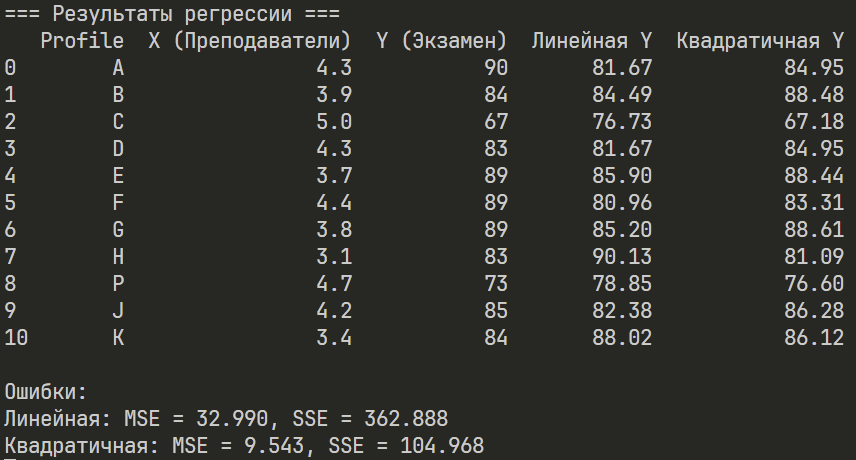 === Результаты регрессии ===
Profile X (Преподаватели) Y (Экзамен) Линейная Y Квадратичная Y
0 A 4.3 90 81.67 84.95
1 B 3.9 84 84.49 88.48
2 C 5.0 67 76.73 67.18
3 D 4.3 83 81.67 84.95
4 E 3.7 89 85.90 88.44
5 F 4.4 89 80.96 83.31
6 G 3.8 89 85.20 88.61
7 H 3.1 83 90.13 81.09
8 P 4.7 73 78.85 76.60
9 J 4.2 85 82.38 86.28
10 K 3.4 84 88.02 86.12
Ошибки:
Линейная: MSE = 32.990, SSE = 362.888
Квадратичная: MSE = 9.543, SSE = 104.968